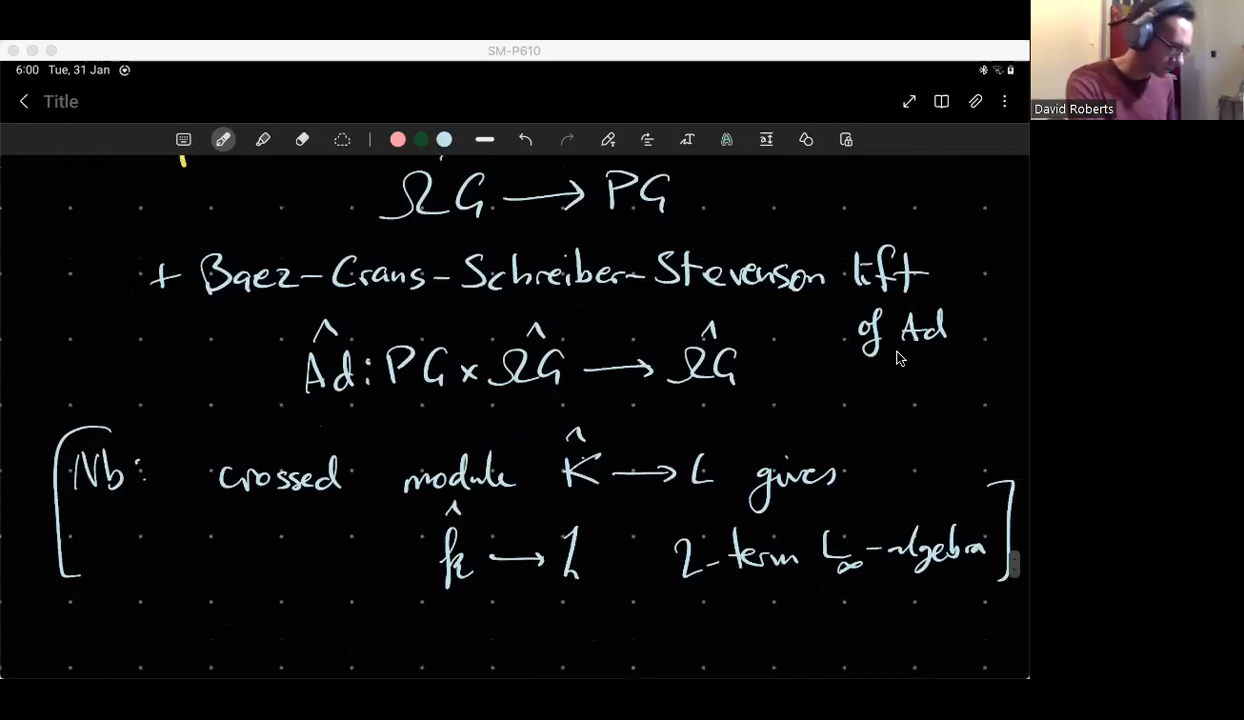 SM-P610
6:00 Tue, 31 Jan
Title
David Roberts
ΩG ⟶ PG
+ Baez-Crans-Schreiber-Stevenson lift
of Ad
Âd: PG × Ω̂G ⟶ Ω̂G
[Nb: crossed module K̂ ⟶ L gives
k̂ ⟶ l 2-term L∞-algebra]